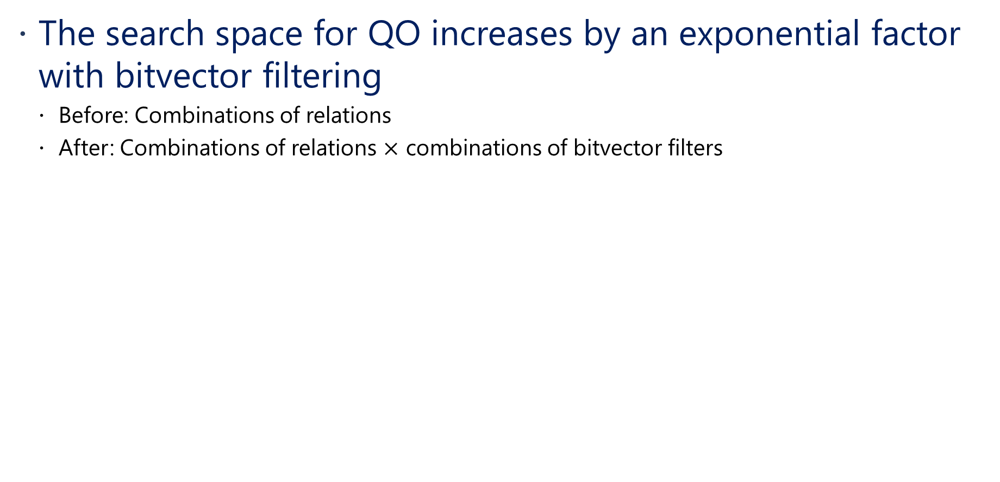 · The search space for QO increases by an exponential factor
with bitvector filtering
· Before: Combinations of relations
· After: Combinations of relations × combinations of bitvector filters